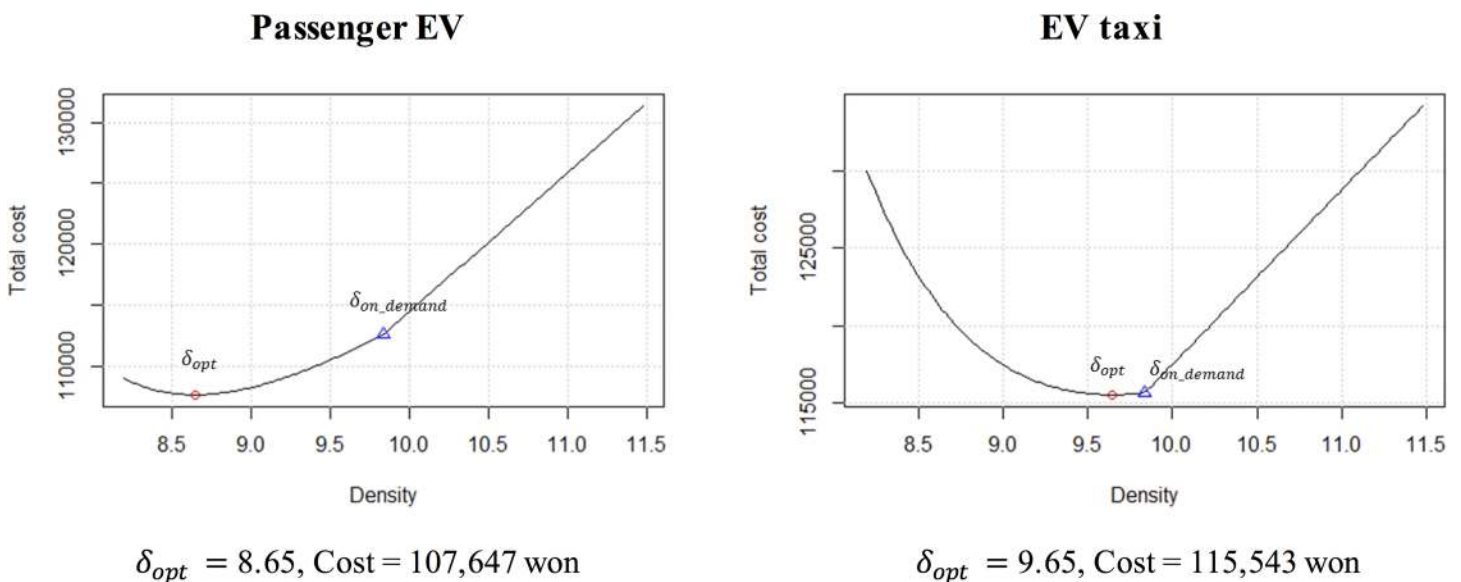 Passenger EV
Total cost
130000
120000
110000
δopt
δon_demand
8.5 9.0 9.5 10.0 10.5 11.0 11.5
Density
δopt = 8.65, Cost = 107,647 won
EV taxi
Total cost
125000
115000
δopt
δon_demand
8.5 9.0 9.5 10.0 10.5 11.0 11.5
Density
δopt = 9.65, Cost = 115,543 won